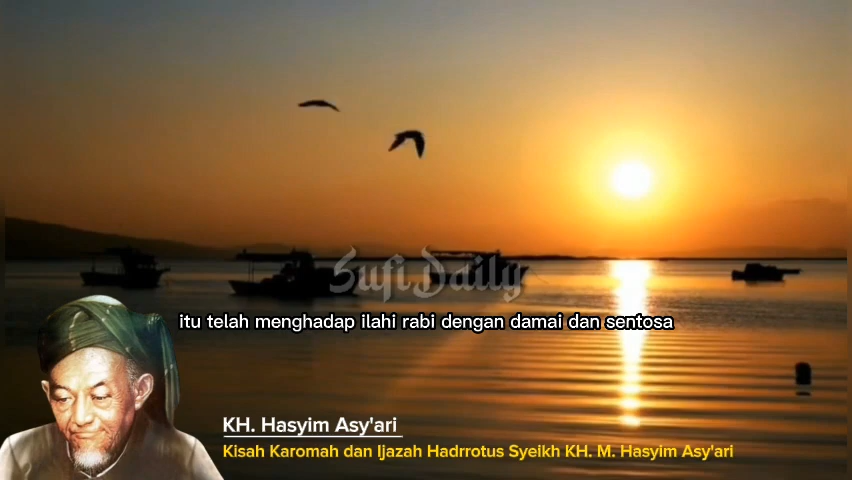 Sufi Daily
itu telah menghadap ilahi rabi dengan damai dan sentosa
KH. Hasyim Asy'ari
Kisah Karomah dan Ijazah Hadrrotus Syeikh KH. M. Hasyim Asy'ari